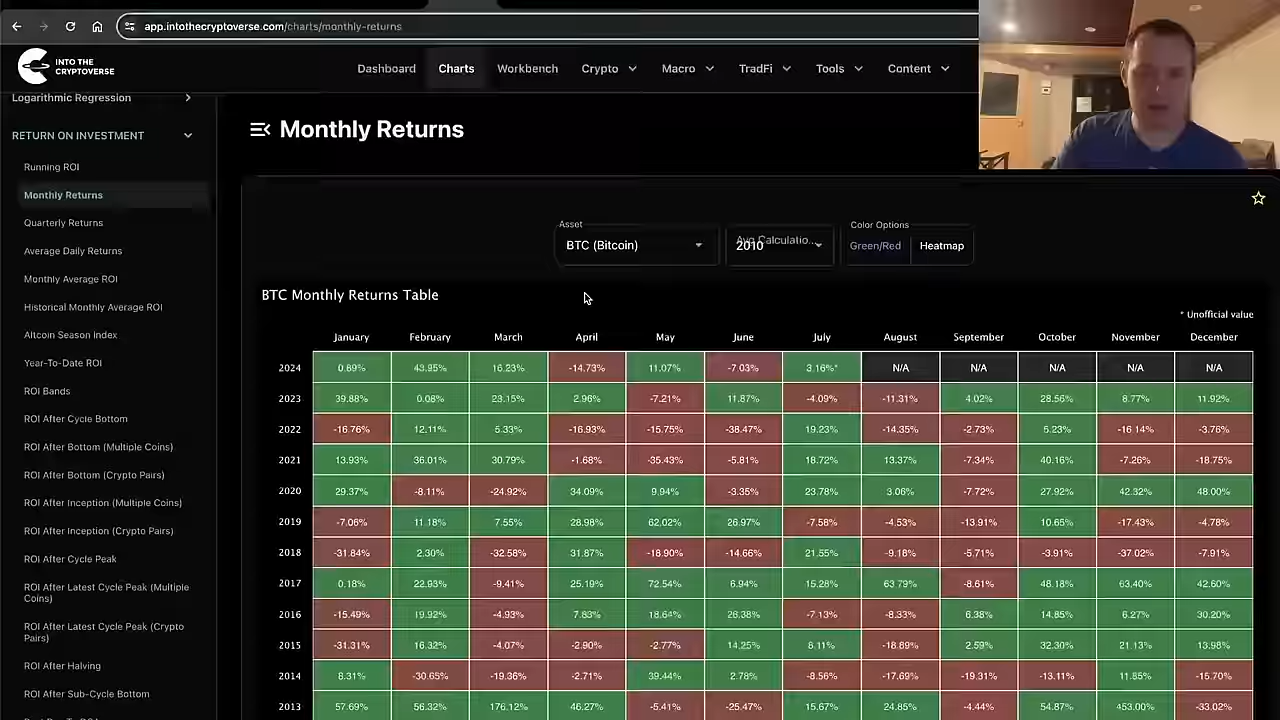 app.intothecryptoverse.com/charts/monthly-returns
INTO THE
CRYPTOVERSE
Dashboard Charts Workbench Crypto Macro TradFi Tools Content
Logarithmic Regression
RETURN ON INVESTMENT
Running ROI
Monthly Returns
Quarterly Returns
Average Daily Returns
Monthly Average ROI
Historical Monthly Average ROI
Altcoin Season Index
Year-To-Date ROI
ROI Bands
ROI After Cycle Bottom
ROI After Bottom (Multiple Coins)
ROI After Bottom (Crypto Pairs)
ROI After Inception (Multiple Coins)
ROI After Inception (Crypto Pairs)
ROI After Cycle Peak
ROI After Latest Cycle Peak (Multiple
Coins)
ROI After Latest Cycle Peak (Crypto
Pairs)
ROI After Halving
ROI After Sub-Cycle Bottom
Monthly Returns
Asset
BTC (Bitcoin)
Avg Calculatio...
2010
Color Options
Green/Red Heatmap
BTC Monthly Returns Table
* Unofficial value
January February March April May June July August September October November December
2024 0.69% 43.95% 16.23% -14.73% 11.07% -7.03% 3.16%* N/A N/A N/A N/A N/A
2023 39.88% 0.08% 23.15% 2.96% -7.21% 11.87% -4.09% -11.31% 4.02% 28.56% 8.77% 11.92%
2022 -16.76% 12.11% 5.33% -16.93% -15.75% -38.47% 19.23% -14.35% -2.73% 5.23% -16.14% -3.76%
2021 13.93% 36.01% 30.79% -1.68% -35.43% -5.81% 18.72% 13.37% -7.34% 40.16% -7.26% -18.75%
2020 29.37% -8.11% -24.92% 34.09% 9.94% -3.35% 23.78% 3.06% -7.72% 27.92% 42.32% 48.00%
2019 -7.06% 11.18% 7.55% 28.98% 62.02% 26.97% -7.58% -4.53% -13.91% 10.65% -17.43% -4.78%
2018 -31.84% 2.30% -32.58% 31.87% -18.90% -14.66% 21.55% -9.18% -5.71% -3.91% -37.02% -7.91%
2017 0.18% 22.93% -9.41% 25.19% 72.54% 6.94% 15.28% 63.79% -8.61% 48.18% 63.40% 42.60%
2016 -15.49% 19.92% -4.93% 7.83% 18.64% 26.38% -7.13% -8.33% 6.38% 14.85% 6.27% 30.20%
2015 -31.31% 16.32% -4.07% -2.90% -2.77% 14.25% 8.11% -18.89% 2.59% 32.30% 21.13% 13.98%
2014 8.31% -30.65% -19.36% -2.71% 39.44% 2.78% -8.56% -17.69% -19.31% -13.11% 11.85% -15.70%
2013 57.69% 56.32% 176.12% 46.27% -5.41% -25.47% 15.67% 24.85% -4.44% 54.87% 453.00% -33.02%